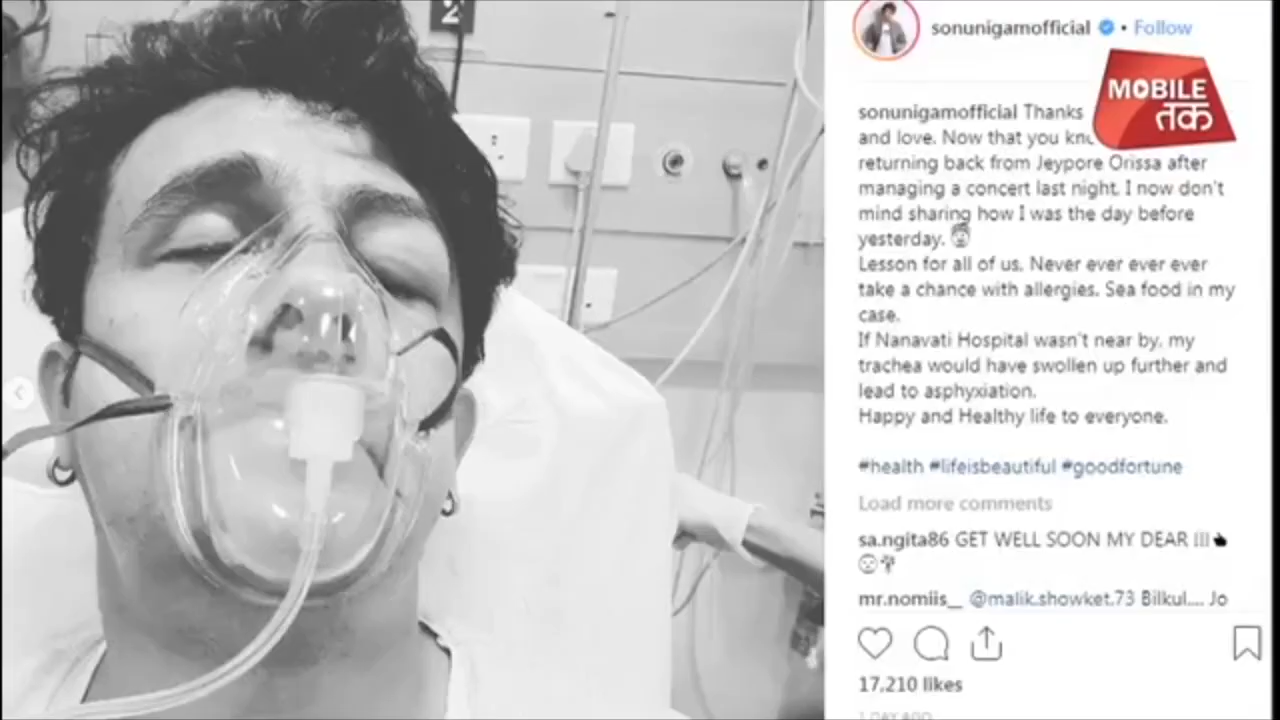 2
sonunigamofficial • Follow
MOBILE
तक
sonunigamofficial Thanks
and love. Now that you
returning back from Jeypore Orissa after
managing a concert last night. I now don't
mind sharing how I was the day before
yesterday.
Lesson for all of us. Never ever ever ever
take a chance with allergies. Sea food in my
case.
If Nanavati Hospital wasn't near by, my
trachea would have swollen up further and
lead to asphyxiation.
Happy and Healthy life to everyone.
#health #lifeisbeautiful #goodfortune
Load more comments
sa.ngita86 GET WELL SOON MY DEAR !!!
mr.nomiis__ @malik.showket.73 Bilkul.... Jo
17,210 likes
1 DAY AGO